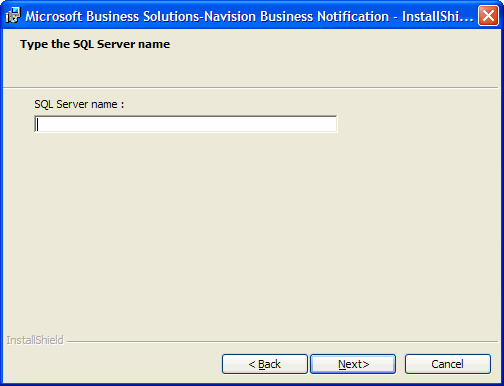 Microsoft Business Solutions-Navision Business Notification - InstallShi...
Type the SQL Server name
SQL Server name :
InstallShield
< Back
Next>
Cancel